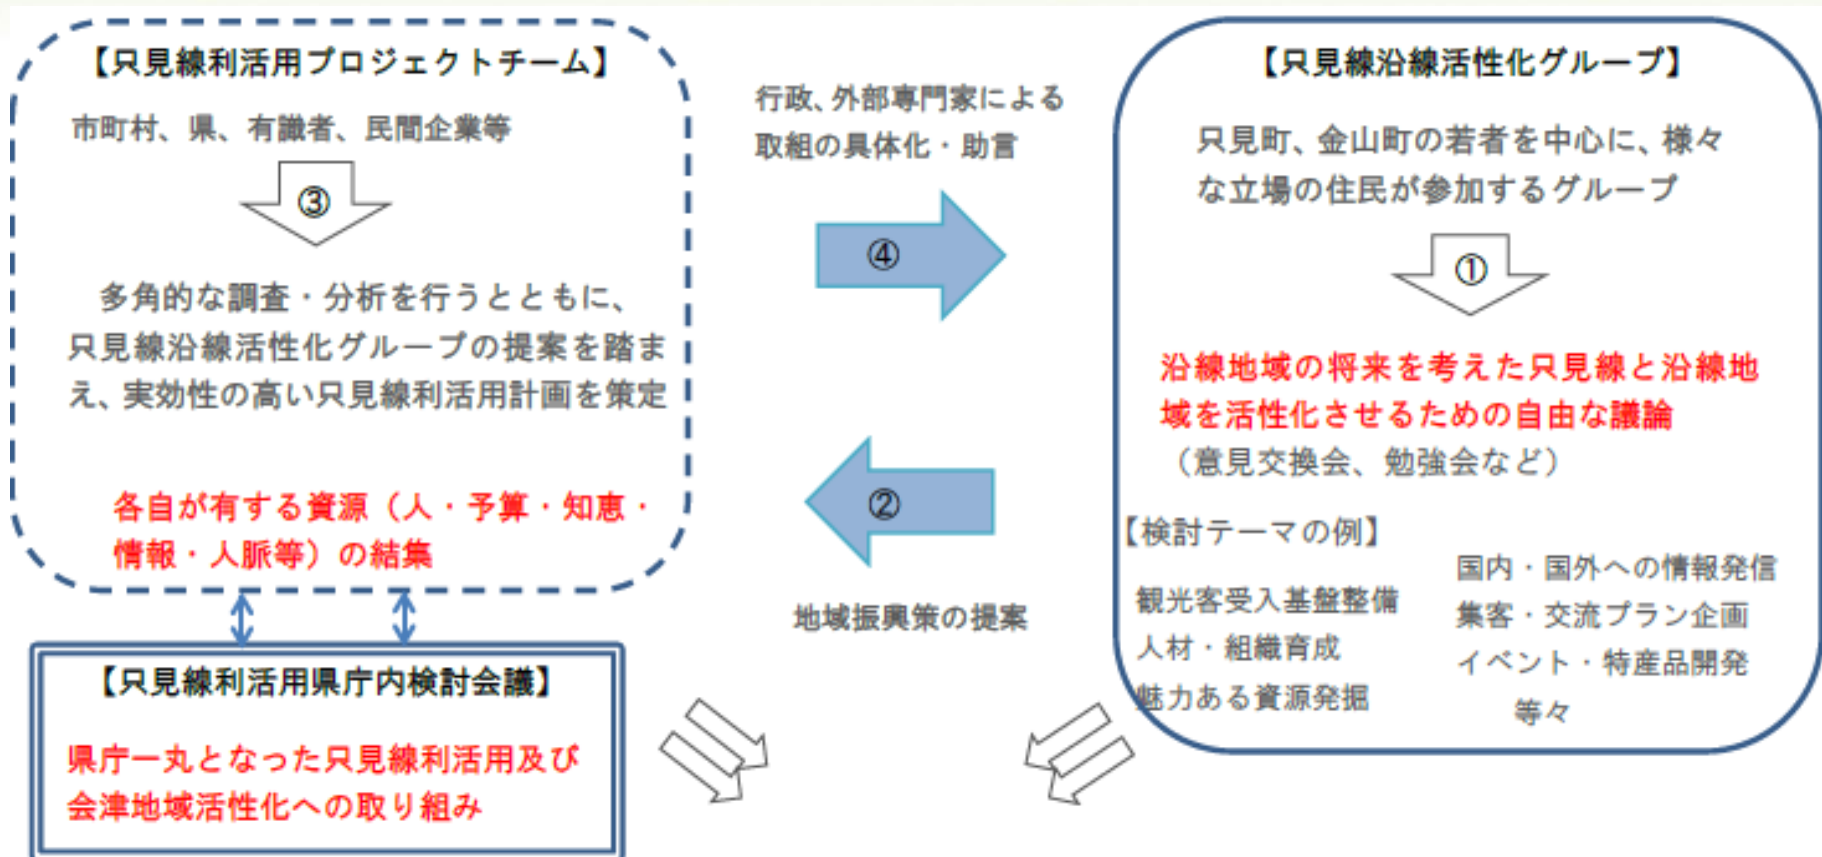 【只見線利活用プロジェクトチーム】
市町村、県、有識者、民間企業等
③
多角的な調査・分析を行うとともに、
只見線沿線活性化グループの提案を踏ま
え、実効性の高い只見線利活用計画を策定
各自が有する資源（人・予算・知恵・
情報・人脈等）の結集
【只見線利活用県庁内検討会議】
県庁一丸となった只見線利活用及び
会津地域活性化への取り組み
行政、外部専門家による
取組の具体化・助言
④
②
地域振興策の提案
【只見線沿線活性化グループ】
只見町、金山町の若者を中心に、様々
な立場の住民が参加するグループ
①
沿線地域の将来を考えた只見線と沿線地
域を活性化させるための自由な議論
（意見交換会、勉強会など）
【検討テーマの例】
観光客受入基盤整備
人材・組織育成
魅力ある資源発掘
国内・国外への情報発信
集客・交流プラン企画
イベント・特産品開発
等々